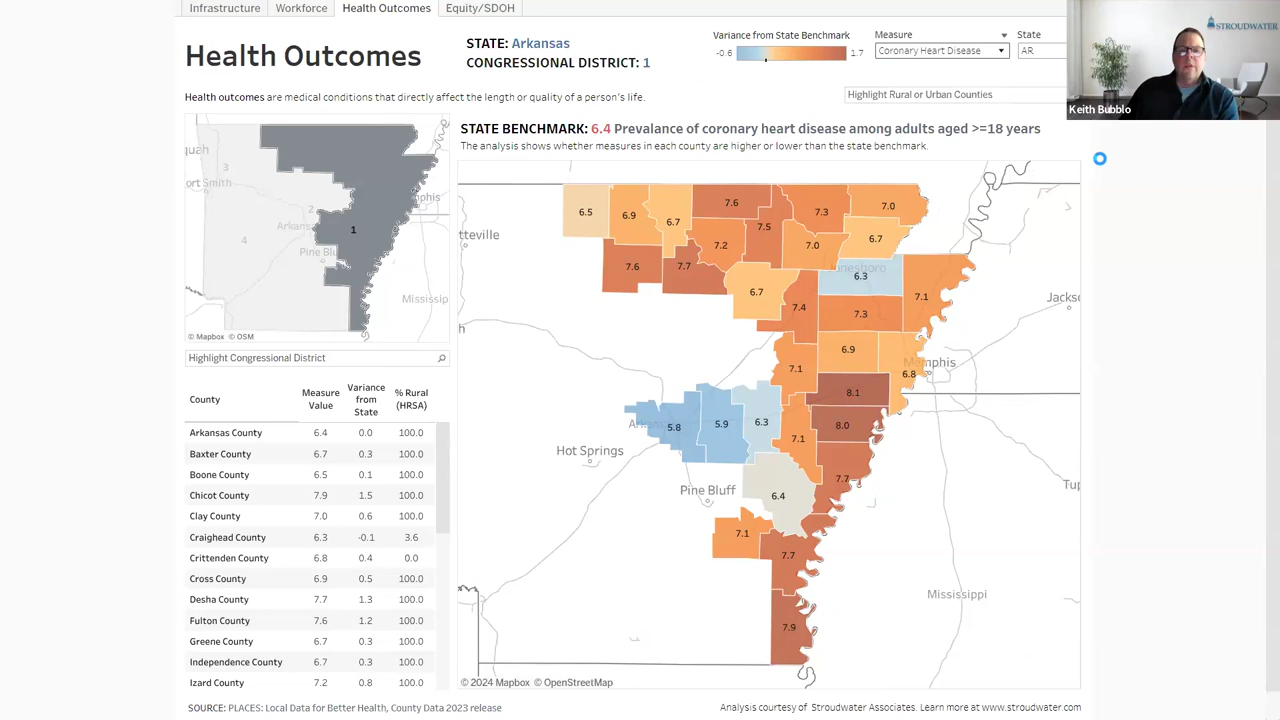 Infrastructure
Workforce
Health Outcomes
Equity/SDOH
STROUDWATER
Keith Bubblo
Health Outcomes
STATE: Arkansas
CONGRESSIONAL DISTRICT: 1
Variance from State Benchmark
-0.6
1.7
Measure
Coronary Heart Disease
State
AR
Health outcomes are medical conditions that directly affect the length or quality of a person's life.
Highlight Rural or Urban Counties
STATE BENCHMARK: 6.4 Prevalance of coronary heart disease among adults aged >=18 years
The analysis shows whether measures in each county are higher or lower than the state benchmark.
quah
3
ort Smith
2
Arkans
4
1
Pine Blu
phis
Mississip
© Mapbox © OSM
Highlight Congressional District
County
Measure Value
Variance from State
% Rural (HRSA)
Arkansas County 6.4 0.0 100.0
Baxter County 6.7 0.3 100.0
Boone County 6.5 0.1 100.0
Chicot County 7.9 1.5 100.0
Clay County 7.0 0.6 100.0
Craighead County 6.3 -0.1 3.6
Crittenden County 6.8 0.4 0.0
Cross County 6.9 0.5 100.0
Desha County 7.7 1.3 100.0
Fulton County 7.6 1.2 100.0
Greene County 6.7 0.3 100.0
Independence County 6.7 0.3 100.0
Izard County 7.2 0.8 100.0
6.5
6.9
6.7
7.6
7.3
7.0
7.5
7.2
7.0
6.7
tteville
7.6
7.7
6.7
Jonesboro
6.3
7.1
7.4
7.3
Jacks
h
7.1
6.9
Memphis
6.8
8.1
Arkan
5.8
5.9
6.3
7.1
8.0
Hot Springs
7.7
Pine Bluff
6.4
Tup
7.1
7.7
Mississippi
7.9
© 2024 Mapbox © OpenStreetMap
SOURCE: PLACES: Local Data for Better Health, County Data 2023 release
Analysis courtesy of Stroudwater Associates. Learn more at www.stroudwater.com